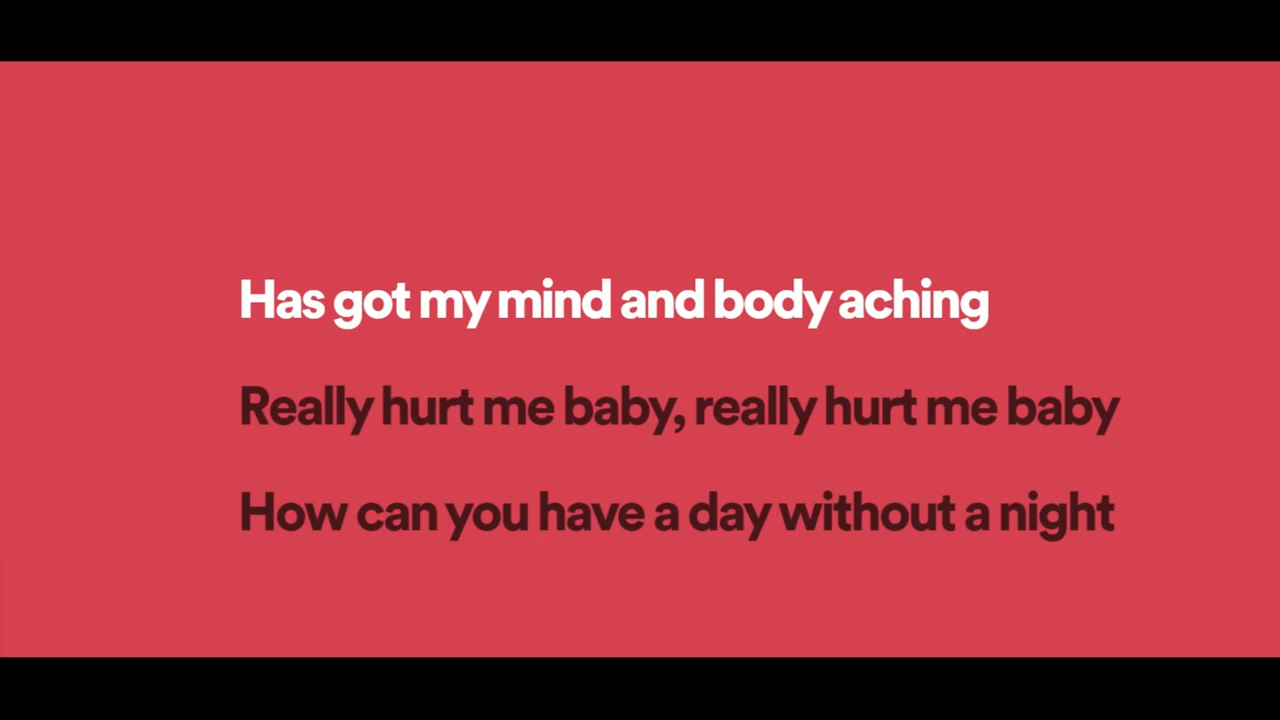 Has got my mind and body aching
Really hurt me baby, really hurt me baby
How can you have a day without a night